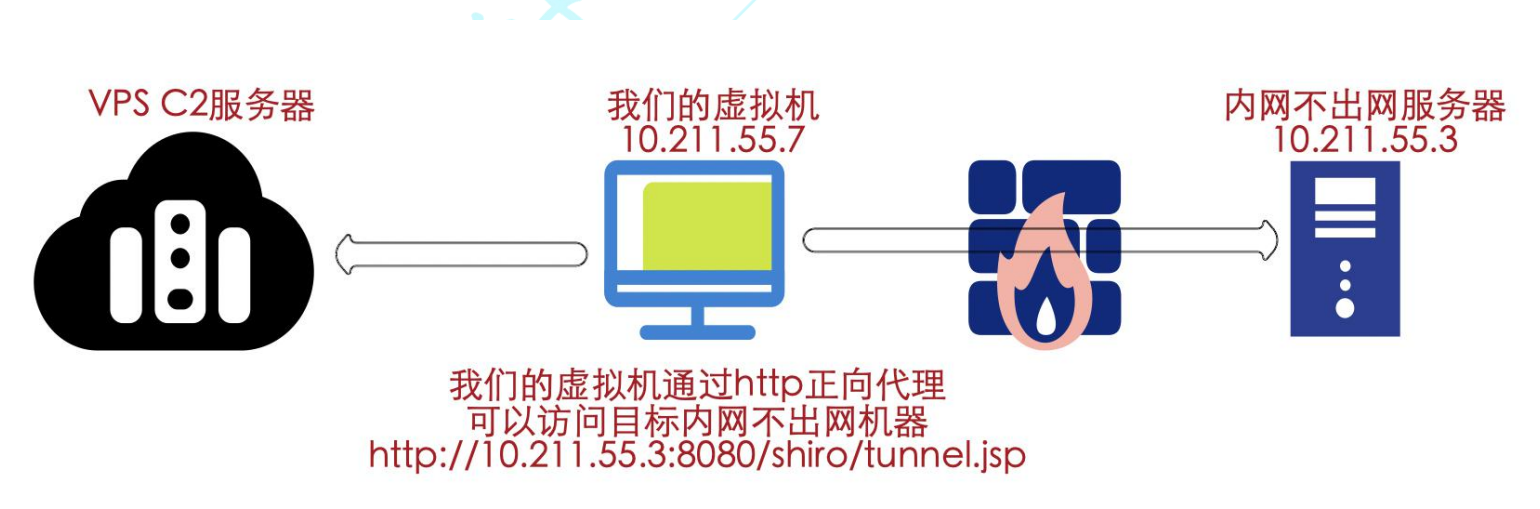 VPS C2服务器
我们的虚拟机
10.211.55.7
内网不出网服务器
10.211.55.3
我们的虚拟机通过http正向代理
可以访问目标内网不出网机器
http://10.211.55.3:8080/shiro/tunnel.jsp